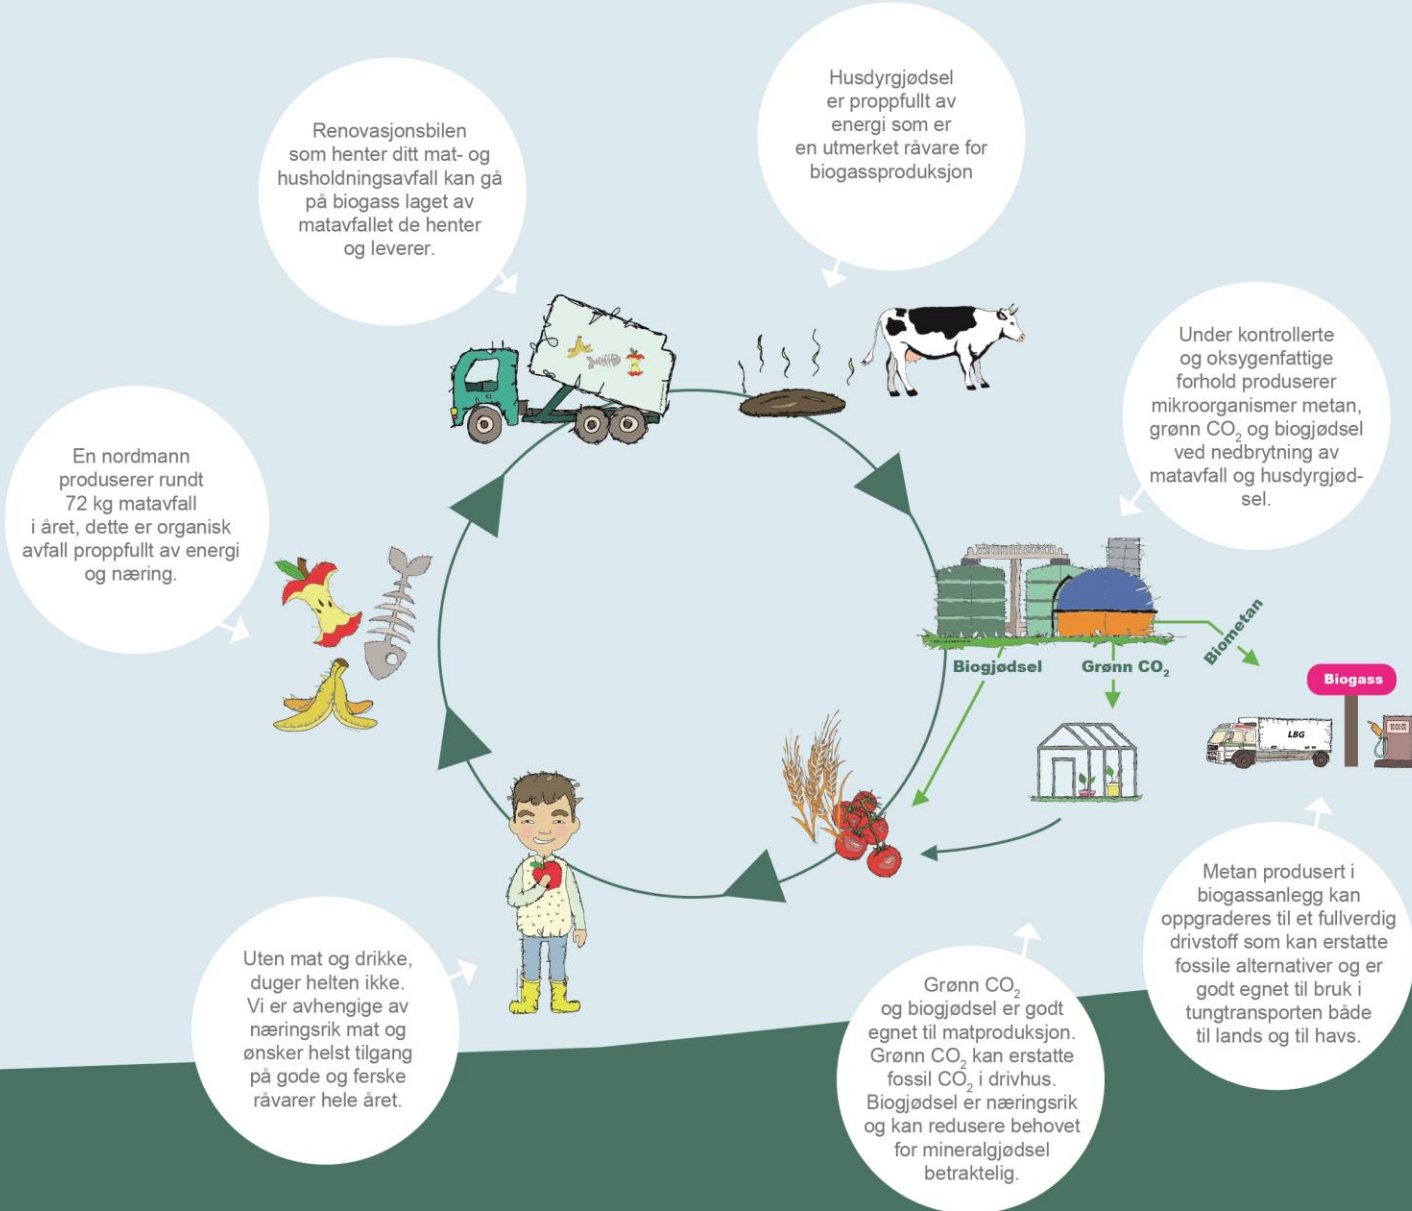 Husdyrgjødsel
er proppfullt av
energi som er
en utmerket råvare for
biogassproduksjon
Renovasjonsbilen
som henter ditt mat- og
husholdningsavfall kan gå
på biogass laget av
matavfallet de henter
og leverer.
Under kontrollerte
og oksygenfattige
forhold produserer
mikroorganismer metan,
grønn CO₂ og biogjødsel
ved nedbrytning av
matavfall og husdyrgjød-
sel.
En nordmann
produserer rundt
72 kg matavfall
i året, dette er organisk
avfall proppfullt av energi
og næring.
Biogjødsel
Grønn CO₂
Biometan
Biogass
LBG
Metan produsert i
biogassanlegg kan
oppgraderes til et fullverdig
drivstoff som kan erstatte
fossile alternativer og er
godt egnet til bruk i
tungtransporten både
til lands og til havs.
Uten mat og drikke,
duger helten ikke.
Vi er avhengige av
næringsrik mat og
ønsker helst tilgang
på gode og ferske
råvarer hele året.
Grønn CO₂
og biogjødsel er godt
egnet til matproduksjon.
Grønn CO₂ kan erstatte
fossil CO₂ i drivhus.
Biogjødsel er næringsrik
og kan redusere behovet
for mineralgjødsel
betraktelig.